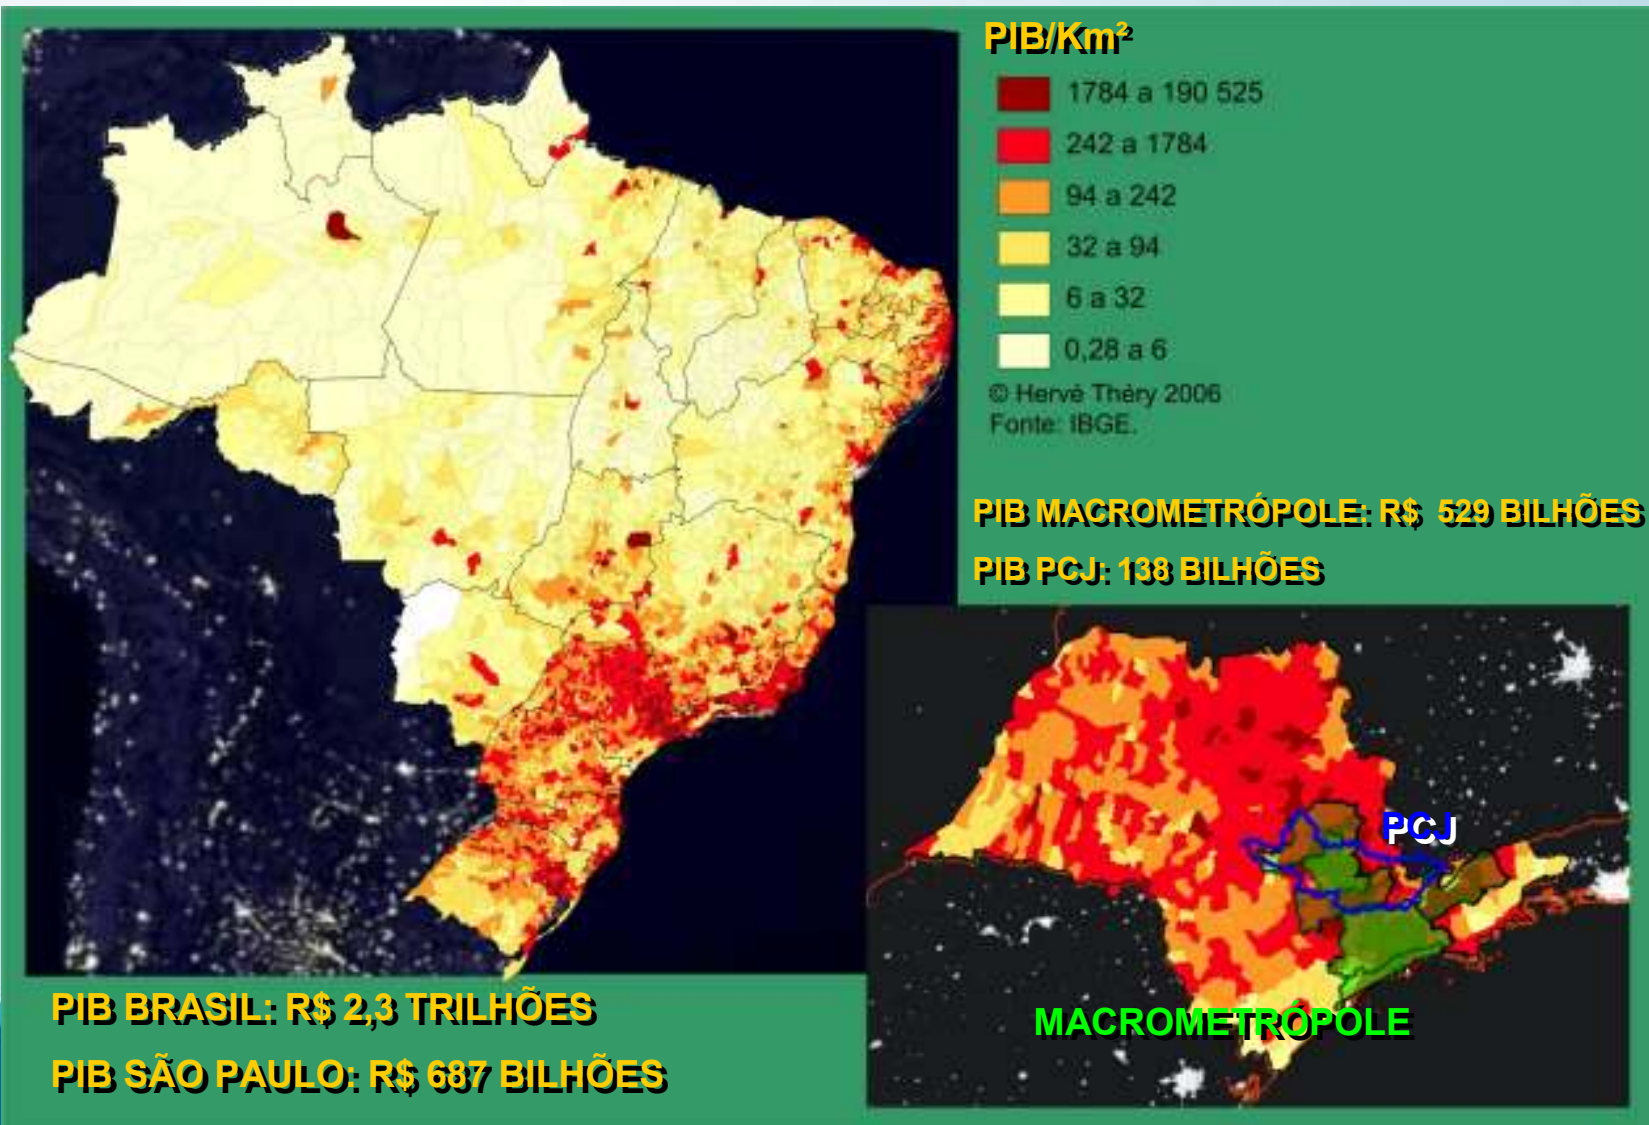 PIB/Km²
1784 a 190 525
242 a 1784
94 a 242
32 a 94
6 a 32
0,28 a 6
© Hervé Théry 2006
Fonte: IBGE.
PIB MACROMETRÓPOLE: R$ 529 BILHÕES
PIB PCJ: 138 BILHÕES
PCJ
MACROMETRÓPOLE
PIB BRASIL: R$ 2,3 TRILHÕES
PIB SÃO PAULO: R$ 687 BILHÕES